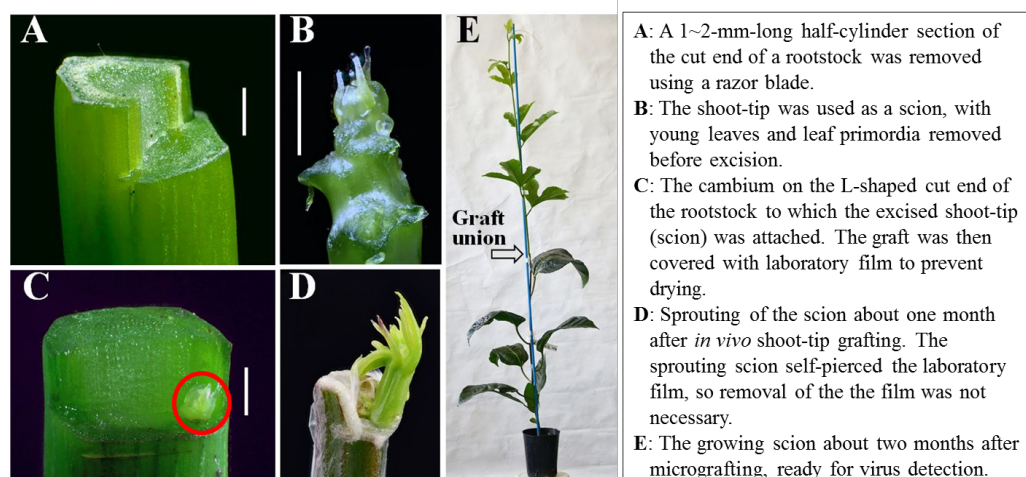 A
B
E
Graft
union
C
D
A: A 1~2-mm-long half-cylinder section of
the cut end of a rootstock was removed
using a razor blade.
B: The shoot-tip was used as a scion, with
young leaves and leaf primordia removed
before excision.
C: The cambium on the L-shaped cut end of
the rootstock to which the excised shoot-tip
(scion) was attached. The graft was then
covered with laboratory film to prevent
drying.
D: Sprouting of the scion about one month
after in vivo shoot-tip grafting. The
sprouting scion self-pierced the laboratory
film, so removal of the the film was not
necessary.
E: The growing scion about two months after
micrografting, ready for virus detection.